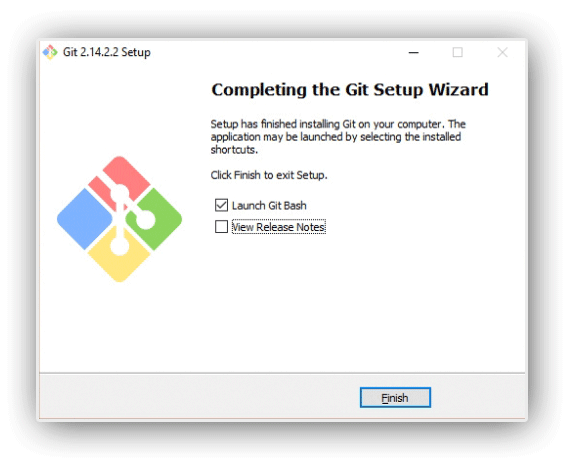 Git 2.14.2.2 Setup
Completing the Git Setup Wizard
Setup has finished installing Git on your computer. The
application may be launched by selecting the installed
shortcuts.
Click Finish to exit Setup.
Launch Git Bash
View Release Notes
Finish